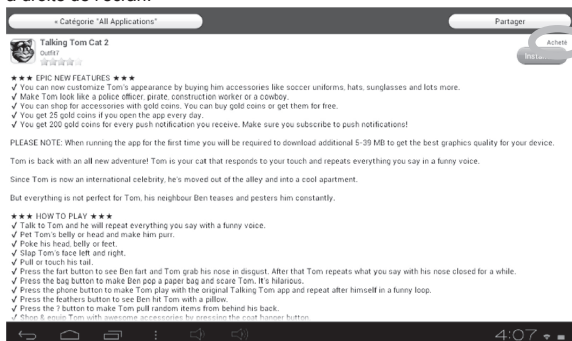 à droite de l'écran.
« Catégorie "All Applications"
Partager
Talking Tom Cat 2
Acheté
Outfit7
Instal
★ ★ ★ EPIC NEW FEATURES ★ ★ ★
√ You can now customize Tom's appearance by buying him accessories like soccer uniforms, hats, sunglasses and lots more.
√ Make Tom look like a police officer, pirate, construction worker or a cowboy.
√ You can shop for accessories with gold coins. You can buy gold coins or get them for free.
√ You get 25 gold coins if you open the app every day.
√ You get 200 gold coins for every push notification you receive. Make sure you subscribe to push notifications!
PLEASE NOTE: When running the app for the first time you will be required to download additional 5-39 MB to get the best graphics quality for your device.
Tom is back with an all new adventure! Tom is your cat that responds to your touch and repeats everything you say in a funny voice.
Since Tom is now an international celebrity, he's moved out of the alley and into a cool apartment.
But everything is not perfect for Tom, his neighbour Ben teases and pesters him constantly.
★ ★ ★ HOW TO PLAY ★ ★ ★
√ Talk to Tom and he will repeat everything you say with a funny voice.
√ Pet Tom's belly or head and make him purr.
√ Poke his head, belly or feet.
√ Slap Tom's face left and right.
√ Pull or touch his tail.
√ Press the fart button to see Ben fart and Tom grab his nose in disgust. After that Tom repeats what you say with his nose closed for a while.
√ Press the bag button to make Ben pop a paper bag and scare Tom. It's hilarious.
√ Press the phone button to make Tom play with the original Talking Tom app and repeat after himself in a funny loop.
√ Press the feathers button to see Ben hit Tom with a pillow.
√ Press the ? button to make Tom pull random items from behind his back.
√ Shop & equip Tom with awesome accessories by pressing the coat hanger button.
4:07